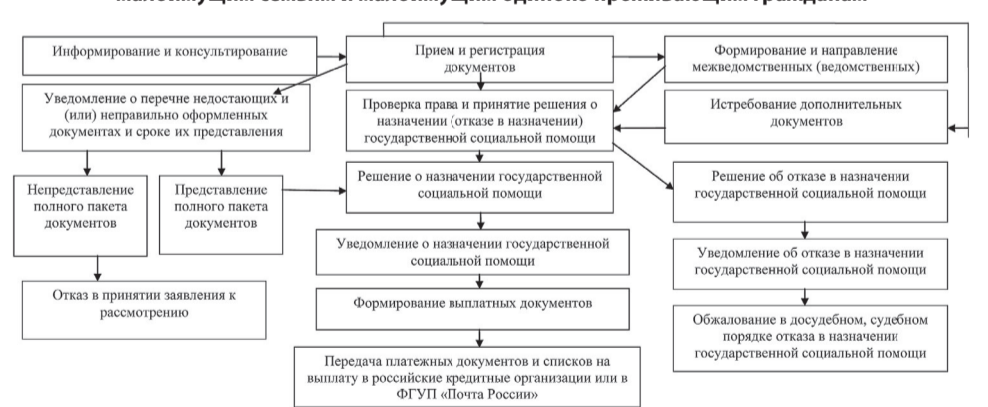 малоимущим семьям и малоимущим одиноко проживающим гражданам
Информирование и консультирование
Прием и регистрация
документов
Формирование и направление
межведомственных (ведомственных)
Уведомление о перечне недостающих и
(или) неправильно оформленных
документах и сроке их представления
Проверка права и принятие решения о
назначении (отказе в назначении)
государственной социальной помощи
Истребование дополнительных
документов
Непредставление
полного пакета
документов
Представление
полного пакета
документов
Решение о назначении государственной
социальной помощи
Решение об отказе в назначении
государственной социальной помощи
Уведомление о назначении государственной
социальной помощи
Уведомление об отказе в назначении
государственной социальной помощи
Отказ в принятии заявления к
рассмотрению
Формирование выплатных документов
Обжалование в досудебном, судебном
порядке отказа в назначении
государственной социальной помощи
Передача платежных документов и списков на
выплату в российские кредитные организации или в
ФГУП «Почта России»